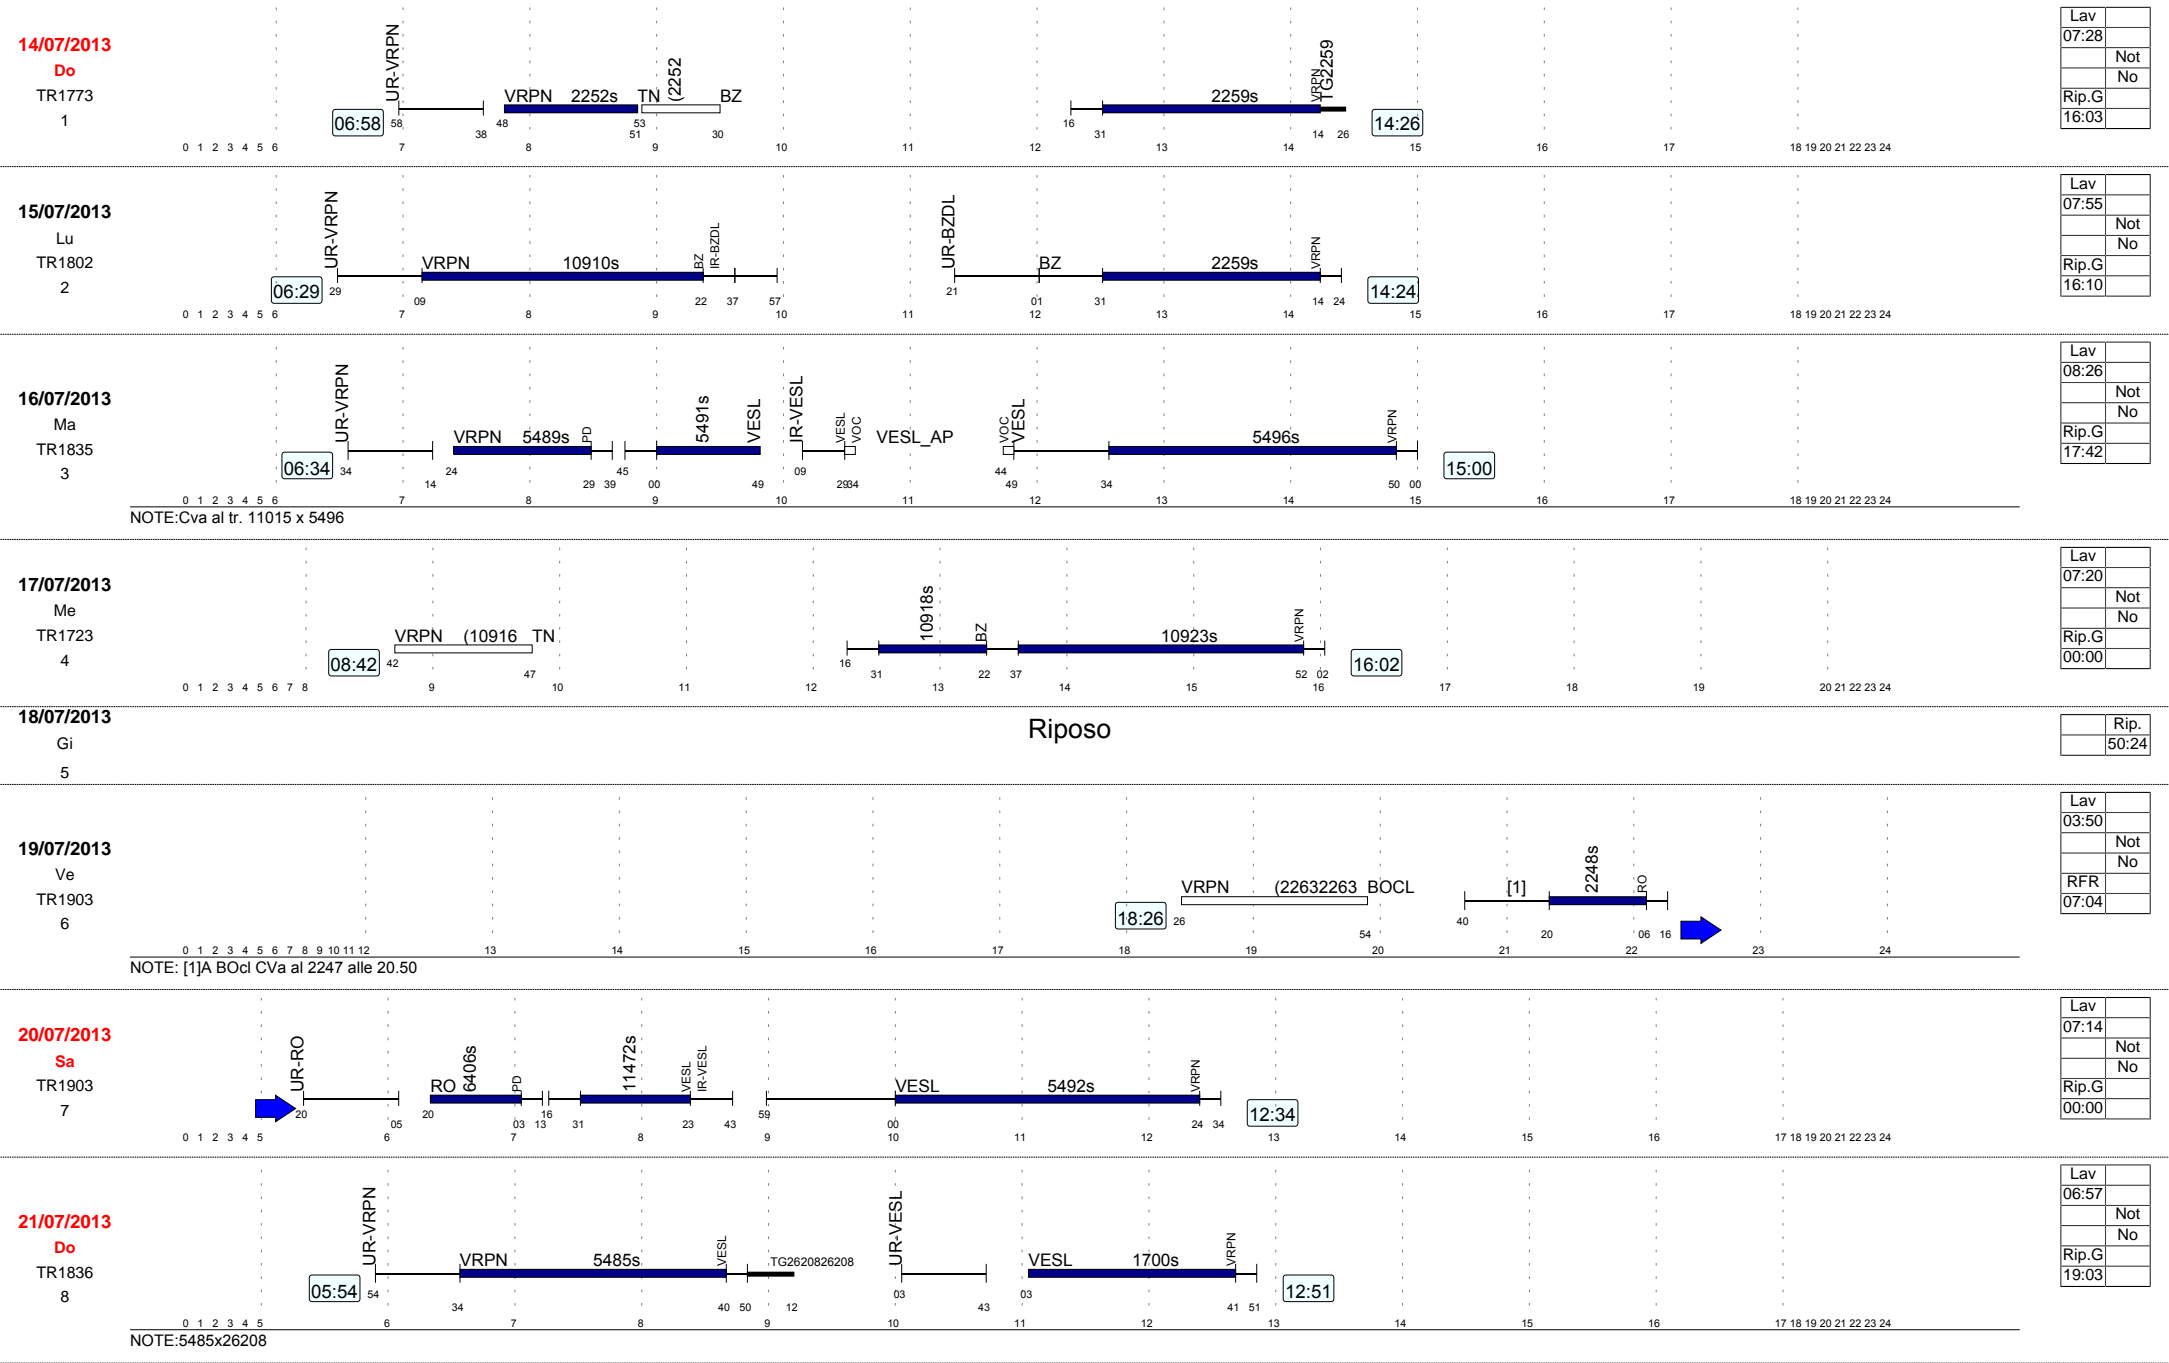 14/07/2013
Do
TR1773
1
06:58
UR-VRPN
VRPN 2252s TN (2252 BZ
2259s VRPN TG2259
58 38 48 53 51 30 16 31 14 26
14:26
0 1 2 3 4 5 6 7 8 9 10 11 12 13 14 15 16 17 18 19 20 21 22 23 24
Lav
07:28
Not
No
Rip.G
16:03
15/07/2013
Lu
TR1802
2
06:29
UR-VRPN
VRPN 10910s BZ IR-BZDL
UR-BZDL BZ 2259s VRPN
29 09 22 37 57 21 01 31 14 24
14:24
0 1 2 3 4 5 6 7 8 9 10 11 12 13 14 15 16 17 18 19 20 21 22 23 24
Lav
07:55
Not
No
Rip.G
16:10
16/07/2013
Ma
TR1835
3
06:34
UR-VRPN
VRPN 5489s PD 5491s VESL
IR-VESL VESL VOC VESL_AP VOC VESL 5496s VRPN
34 14 24 29 39 45 00 49 09 29 34 44 49 34 50 00
15:00
0 1 2 3 4 5 6 7 8 9 10 11 12 13 14 15 16 17 18 19 20 21 22 23 24
NOTE:Cva al tr. 11015 x 5496
Lav
08:26
Not
No
Rip.G
17:42
17/07/2013
Me
TR1723
4
08:42
VRPN (10916 TN
10918s BZ 10923s VRPN
42 47 16 31 22 37 52 02
16:02
0 1 2 3 4 5 6 7 8 9 10 11 12 13 14 15 16 17 18 19 20 21 22 23 24
Lav
07:20
Not
No
Rip.G
00:00
18/07/2013
Gi
5
Riposo
Rip.
50:24
19/07/2013
Ve
TR1903
6
18:26
VRPN (22632263 BOCL
[1] 2248s RO
26 54 40 20 06 16
0 1 2 3 4 5 6 7 8 9 10 11 12 13 14 15 16 17 18 19 20 21 22 23 24
NOTE: [1]A BOcl CVa al 2247 alle 20.50
Lav
03:50
Not
No
RFR
07:04
20/07/2013
Sa
TR1903
7
UR-RO
RO 6406s PD 11472s VESL IR-VESL
VESL 5492s VRPN
20 05 20 03 13 16 31 23 43 59 00 24 34
12:34
0 1 2 3 4 5 6 7 8 9 10 11 12 13 14 15 16 17 18 19 20 21 22 23 24
Lav
07:14
Not
No
Rip.G
00:00
21/07/2013
Do
TR1836
8
05:54
UR-VRPN
VRPN 5485s VESL TG2620826208
UR-VESL VESL 1700s VRPN
54 34 40 50 12 03 43 03 41 51
12:51
0 1 2 3 4 5 6 7 8 9 10 11 12 13 14 15 16 17 18 19 20 21 22 23 24
NOTE:5485x26208
Lav
06:57
Not
No
Rip.G
19:03